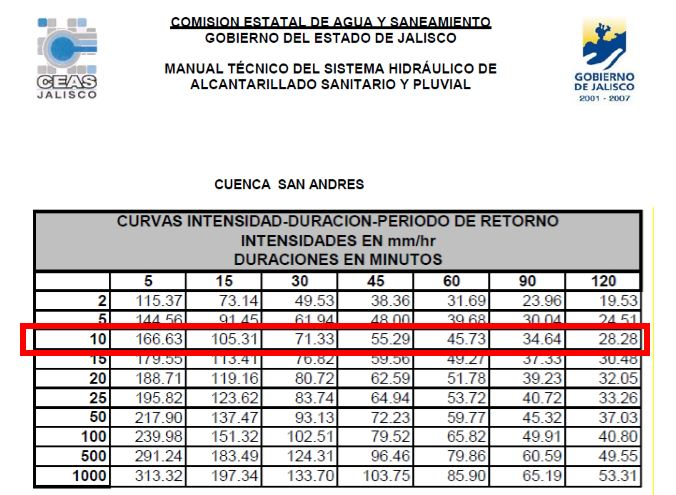 COMISION ESTATAL DE AGUA Y SANEAMIENTO
GOBIERNO DEL ESTADO DE JALISCO
MANUAL TÉCNICO DEL SISTEMA HIDRÁULICO DE
ALCANTARILLADO SANITARIO Y PLUVIAL
CEAS
JALISCO
GOBIERNO
DE JALISCO
2001 - 2007
CUENCA SAN ANDRES
CURVAS INTENSIDAD-DURACION-PERIODO DE RETORNO
INTENSIDADES EN mm/hr
DURACIONES EN MINUTOS
5 15 30 45 60 90 120
2 115.37 73.14 49.53 38.36 31.69 23.96 19.53
5 144.56 91.45 61.94 48.00 39.68 30.04 24.51
10 166.63 105.31 71.33 55.29 45.73 34.64 28.28
15 179.55 113.41 76.82 59.56 49.27 37.33 30.48
20 188.71 119.16 80.72 62.59 51.78 39.23 32.05
25 195.82 123.62 83.74 64.94 53.72 40.72 33.26
50 217.90 137.47 93.13 72.23 59.77 45.32 37.03
100 239.98 151.32 102.51 79.52 65.82 49.91 40.80
500 291.24 183.49 124.31 96.46 79.86 60.59 49.55
1000 313.32 197.34 133.70 103.75 85.90 65.19 53.31